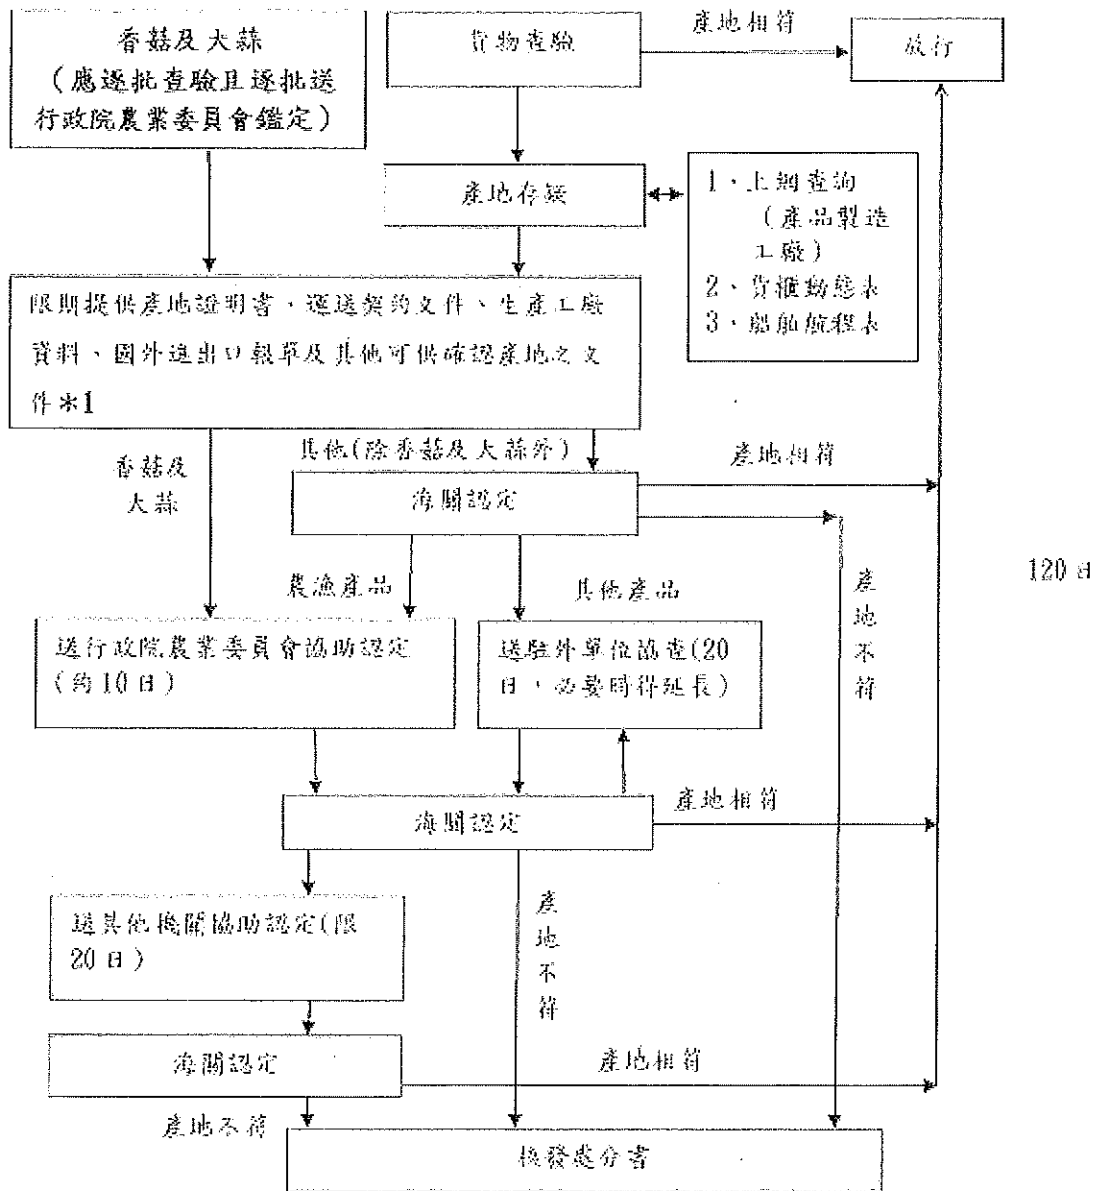 香菇及大蒜
(應逐批查驗且逐批送
行政院農業委員會鑑定)
貨物查驗
產地相符
放行
產地存疑
1、上網查詢
(產品製造
工廠)
2、貨櫃動態表
3、船舶航程表
限期提供產地證明書、運送契約文件、生產工廠
資料、國外進出口報單及其他可供確認產地之文
件*1
香菇及
大蒜
其他(除香菇及大蒜外)
產地相符
海關認定
農漁產品
其他產品
產地不符
120日
送行政院農業委員會協助認定
(約10日)
送駐外單位協查(20
日,必要時得延長)
海關認定
產地相符
送其他機關協助認定(限
20日)
產地不符
海關認定
產地相符
產地不符
核發處分書